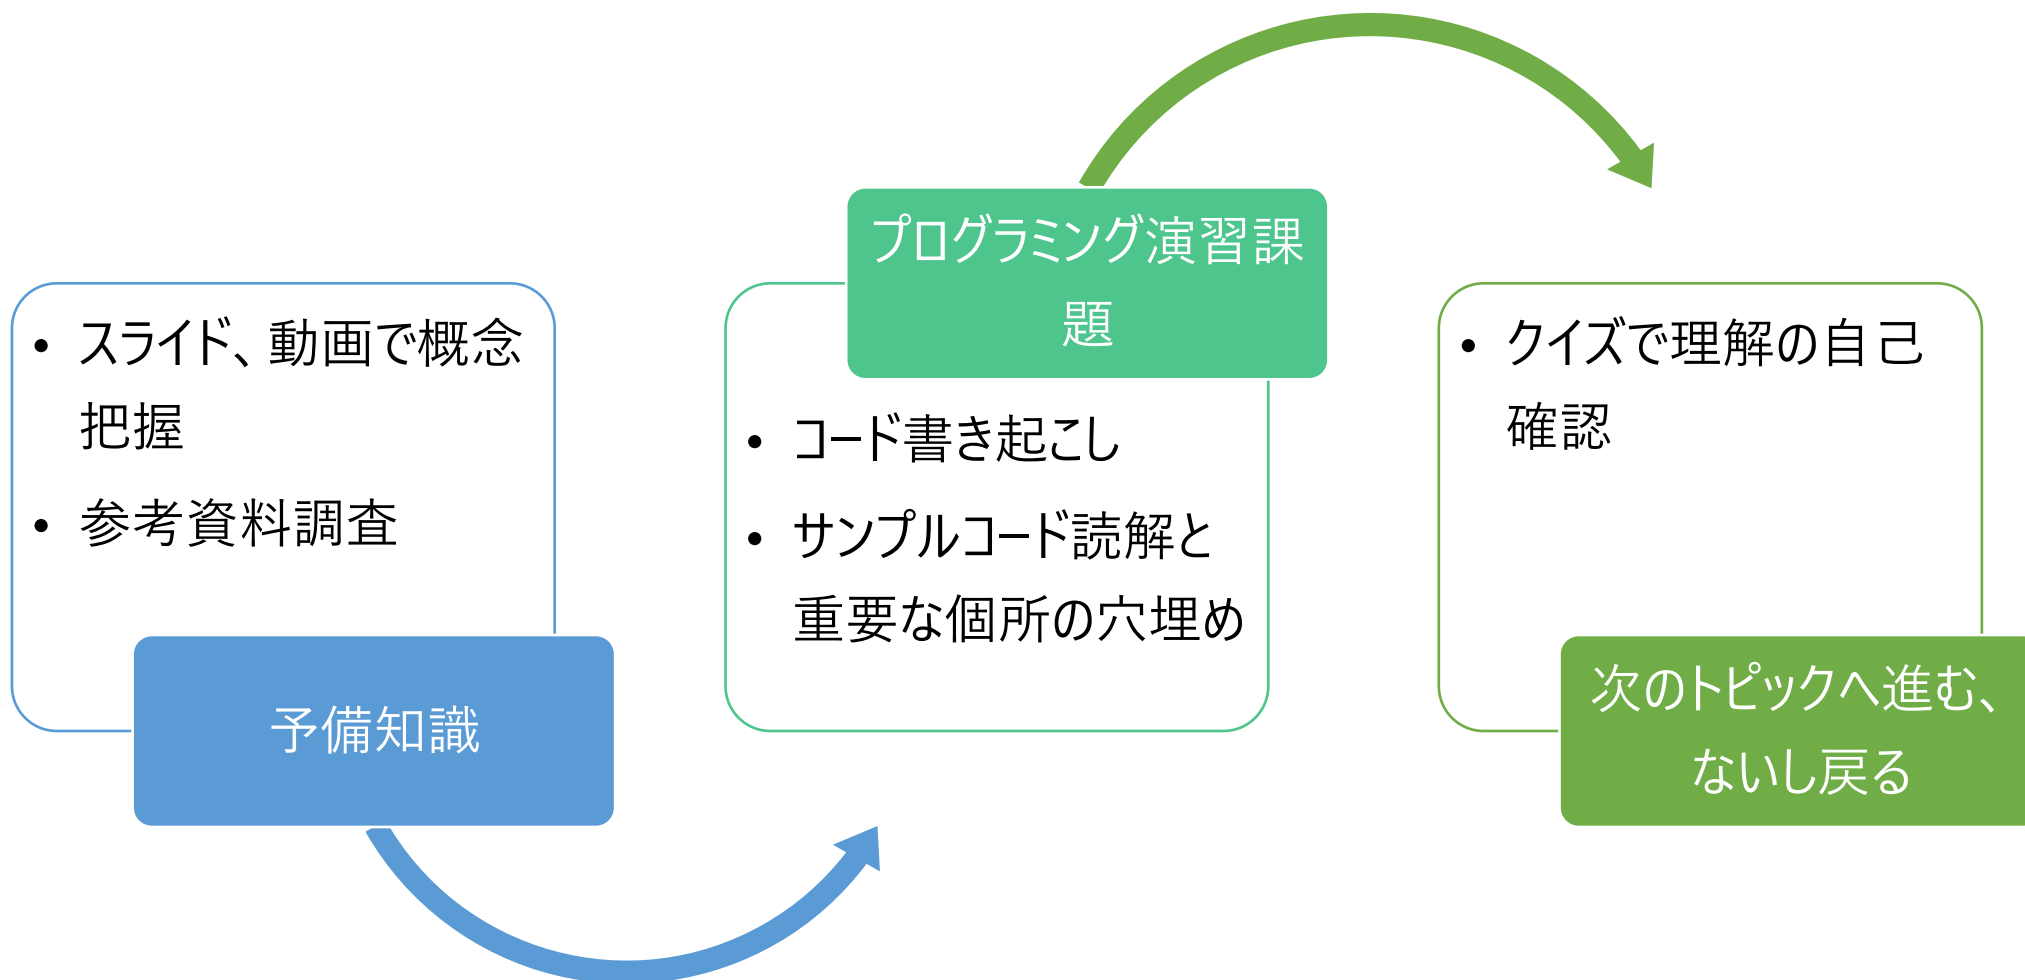 • スライド、動画で概念
把握
• 参考資料調査
予備知識
プログラミング演習課
題
• コード書き起こし
• サンプルコード読解と
重要な個所の穴埋め
• クイズで理解の自己
確認
次のトピックへ進む、
ないし戻る